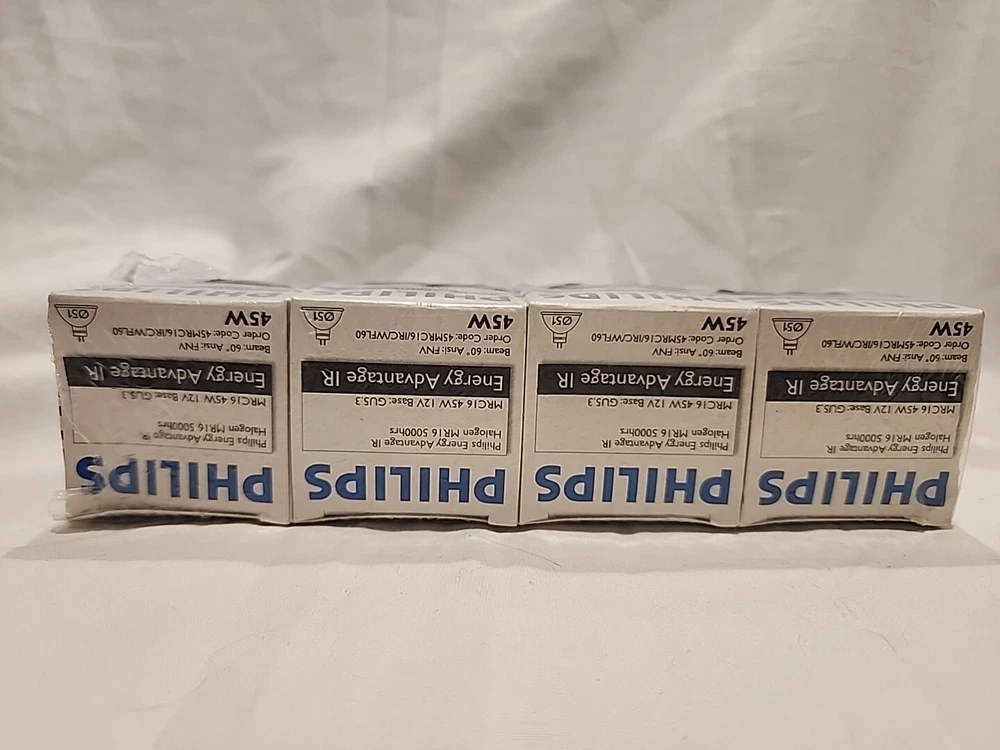 PHILIPS
Philips Energy Advantage IR
Halogen MR16 5000hrs
MRC16 45W 12V Base: GU5.3
Energy Advantage IR
Beam: 60° Ansi: FNV
Order Code: 45MRC16/IRC/WFL60
45W
Ø51
PHILIPS
Philips Energy Advantage IR
Halogen MR16 5000hrs
MRC16 45W 12V Base: GU5.3
Energy Advantage IR
Beam: 60° Ansi: FNV
Order Code: 45MRC16/IRC/WFL60
45W
Ø51
PHILIPS
Philips Energy Advantage IR
Halogen MR16 5000hrs
MRC16 45W 12V Base: GU5.3
Energy Advantage IR
Beam: 60° Ansi: FNV
Order Code: 45MRC16/IRC/WFL60
45W
Ø51
PHILIPS
Philips Energy Advantage IR
Halogen MR16 5000hrs
MRC16 45W 12V Base: GU5.3
Energy Advantage IR
Beam: 60° Ansi: FNV
Order Code: 45MRC16/IRC/WFL60
45W
Ø51